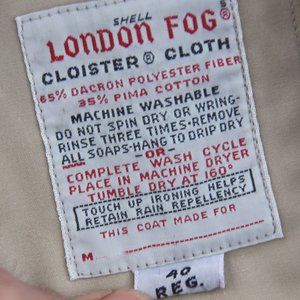 SHELL
LONDON FOG®
CLOISTER® CLOTH
65% DACRON POLYESTER FIBER
35% PIMA COTTON
MACHINE WASHABLE
DO NOT SPIN DRY OR WRING-
RINSE THREE TIMES-REMOVE
ALL SOAPS-HANG TO DRIP DRY
-OR-
COMPLETE WASH CYCLE
PLACE IN MACHINE DRYER
TUMBLE DRY AT 160°
TOUCH UP IRONING HELPS
RETAIN RAIN REPELLENCY
THIS COAT MADE FOR
M
40
REG.